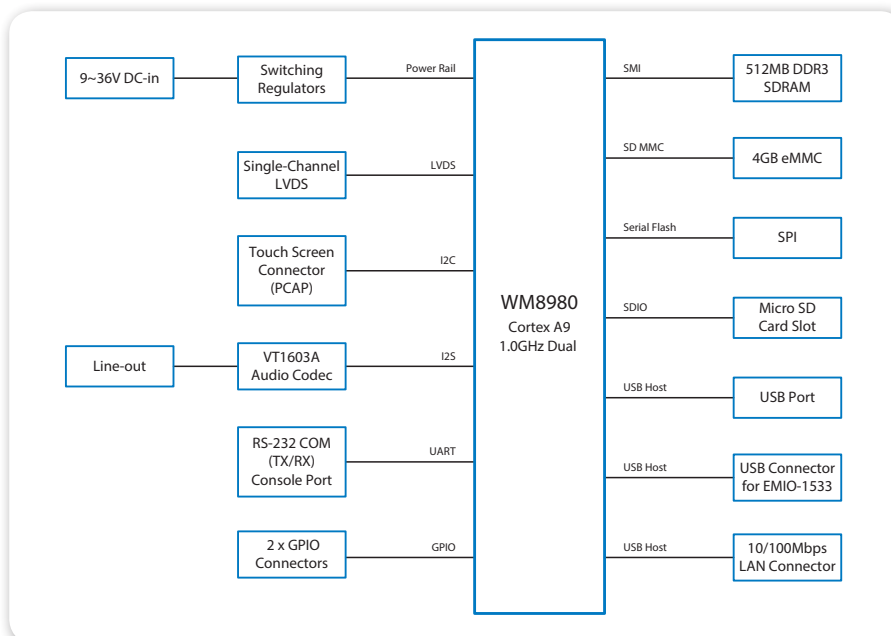 9~36V DC-in
Switching
Regulators
Power Rail
Single-Channel
LVDS
LVDS
Touch Screen
Connector
(PCAP)
I2C
Line-out
VT1603A
Audio Codec
I2S
RS-232 COM
(TX/RX)
Console Port
UART
2 x GPIO
Connectors
GPIO
WM8980
Cortex A9
1.0GHz Dual
SMI
512MB DDR3
SDRAM
SD MMC
4GB eMMC
Serial Flash
SPI
SDIO
Micro SD
Card Slot
USB Host
USB Port
USB Host
USB Connector
for EMIO-1533
USB Host
10/100Mbps
LAN Connector